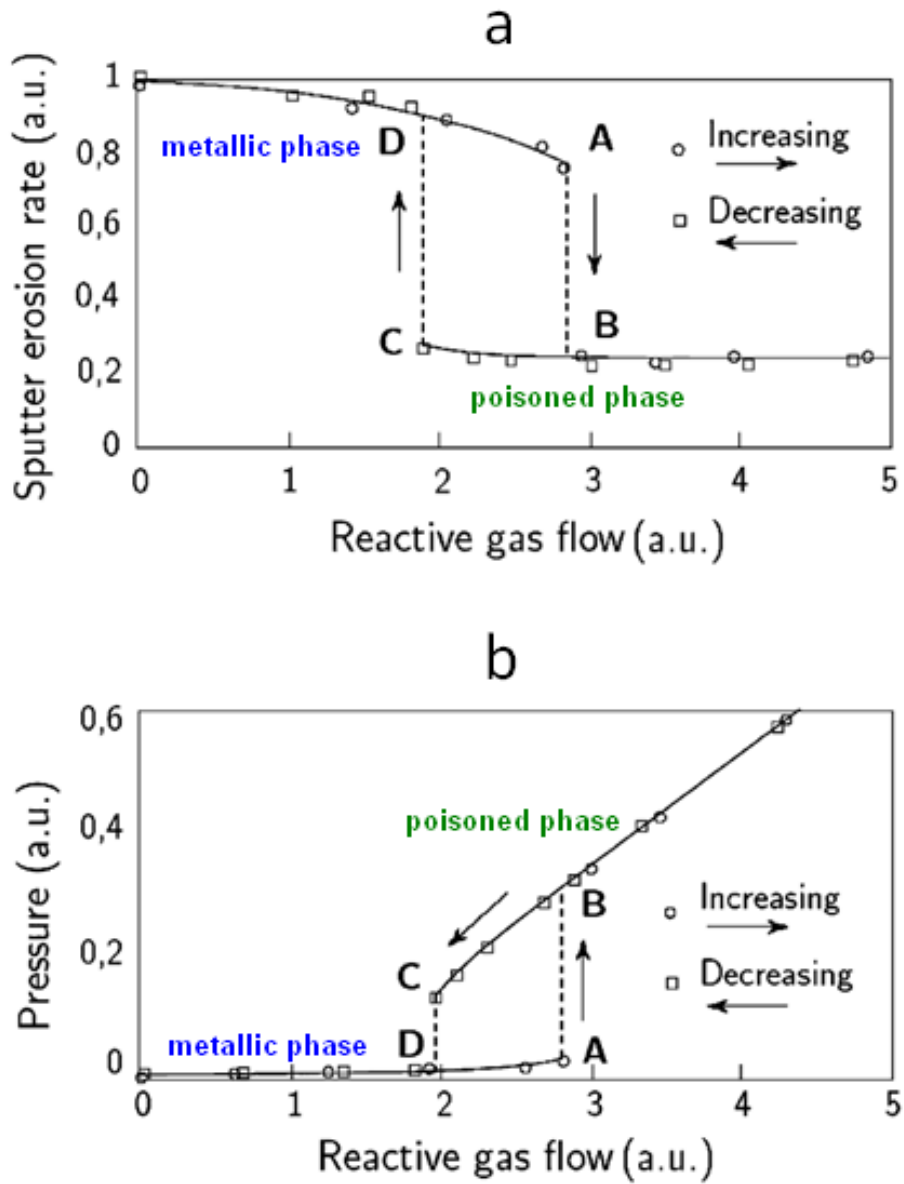 a
Sputter erosion rate (a.u.)
1
0,8
0,6
0,4
0,2
0
metallic phase
D
A
Increasing
Decreasing
C
B
poisoned phase
0 1 2 3 4 5
Reactive gas flow (a.u.)
b
Pressure (a.u.)
0,6
0,4
0,2
0
poisoned phase
B
Increasing
C
Decreasing
metallic phase
D
A
0 1 2 3 4 5
Reactive gas flow (a.u.)